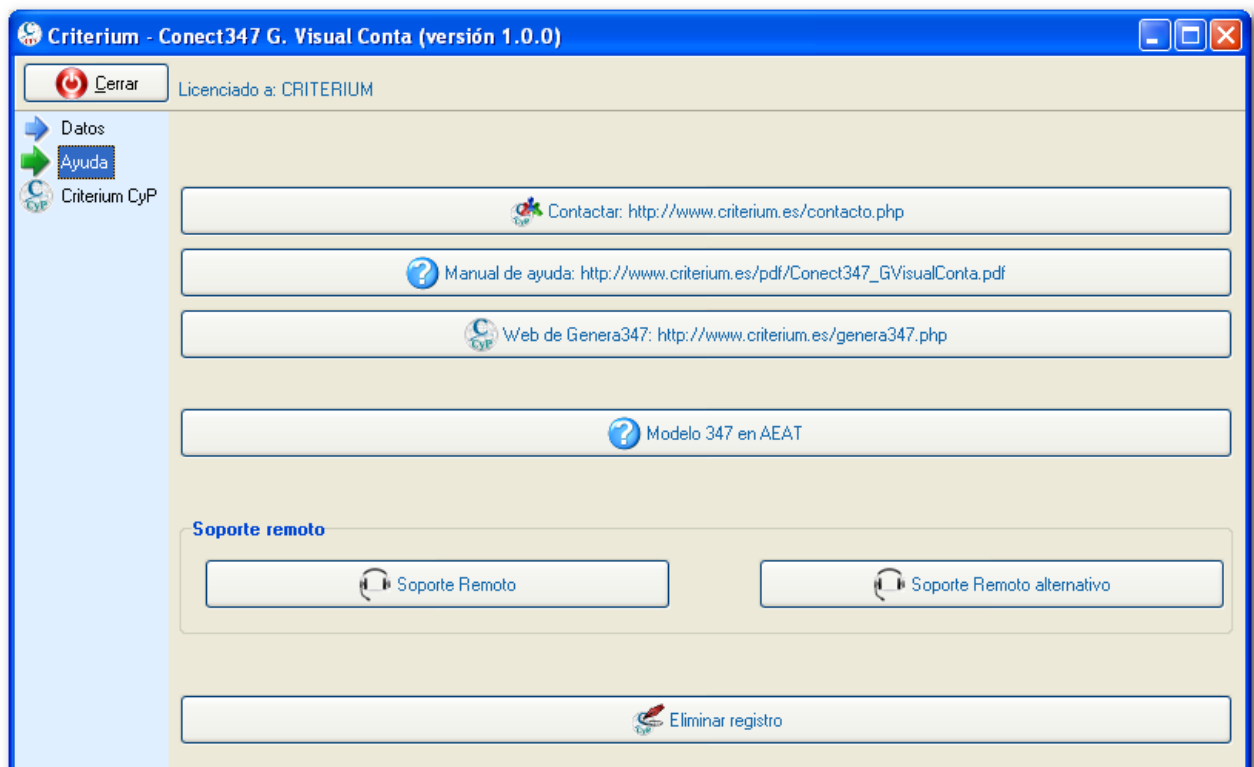 Criterium - Conect347 G. Visual Conta (versión 1.0.0)
Cerrar
Licenciado a: CRITERIUM
Datos
Ayuda
Criterium CyP
Contactar: http://www.criterium.es/contacto.php
Manual de ayuda: http://www.criterium.es/pdf/Conect347_GVisualConta.pdf
Web de Genera347: http://www.criterium.es/genera347.php
Modelo 347 en AEAT
Soporte remoto
Soporte Remoto
Soporte Remoto alternativo
Eliminar registro